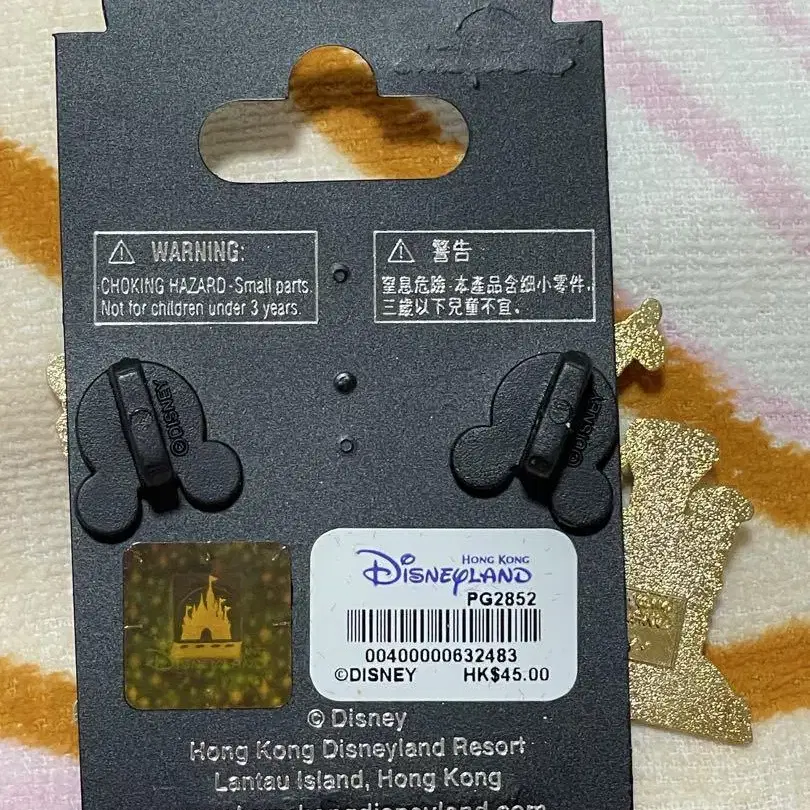 WARNING:
CHOKING HAZARD-Small parts.
Not for children under 3 years.
警告
窒息危險-本產品含細小零件.
三歲以下兒童不宜.
©DISNEY
©DISNEY
DISNEYLAND
HONG KONG
DISNEYLAND
PG2852
00400000632483
©DISNEY HK$45.00
© Disney
Hong Kong Disneyland Resort
Lantau Island, Hong Kong